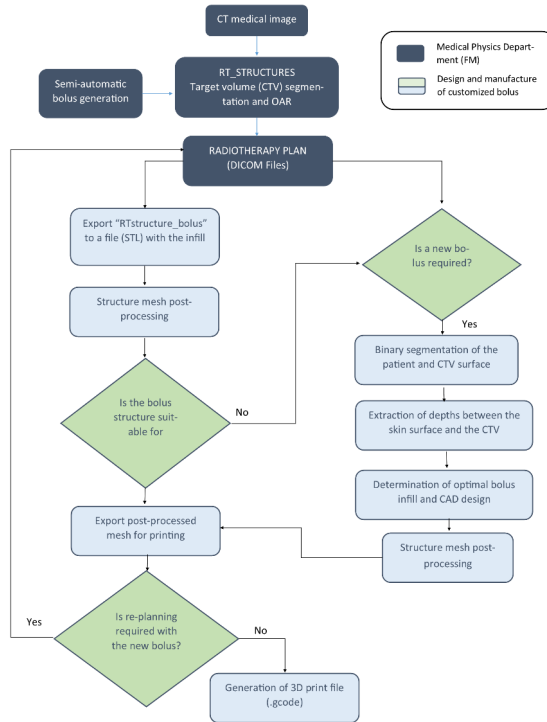 CT medical image
Medical Physics Depart-
ment (FM)
Design and manufacture
of customized bolus
Semi-automatic
bolus generation
RT_STRUCTURES
Target volume (CTV) segmen-
tation and OAR
RADIOTHERAPY PLAN
(DICOM Files)
Export “RTstructure_bolus”
to a file (STL) with the infill
Is a new bo-
lus required?
Structure mesh post-
processing
Yes
Binary segmentation of the
patient and CTV surface
Is the bolus
structure suit-
able for
No
Extraction of depths between
the skin surface and the CTV
Determination of optimal bolus
infill and CAD design
Export post-processed
mesh for printing
Structure mesh post-
processing
Is re-planning
required with
the new bolus?
Yes
No
Generation of 3D print file
(.gcode)